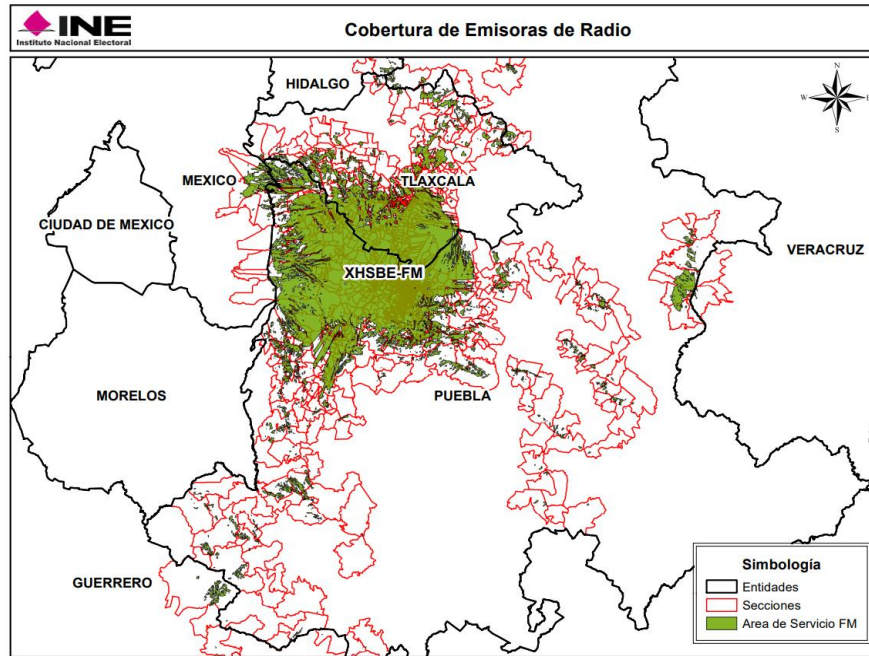 INE
Instituto Nacional Electoral
Cobertura de Emisoras de Radio
N
W E
S
HIDALGO
MEXICO
TLAXCALA
CIUDAD DE MEXICO
VERACRUZ
XHSBE-FM
MORELOS
PUEBLA
GUERRERO
Simbología
Entidades
Secciones
Area de Servicio FM